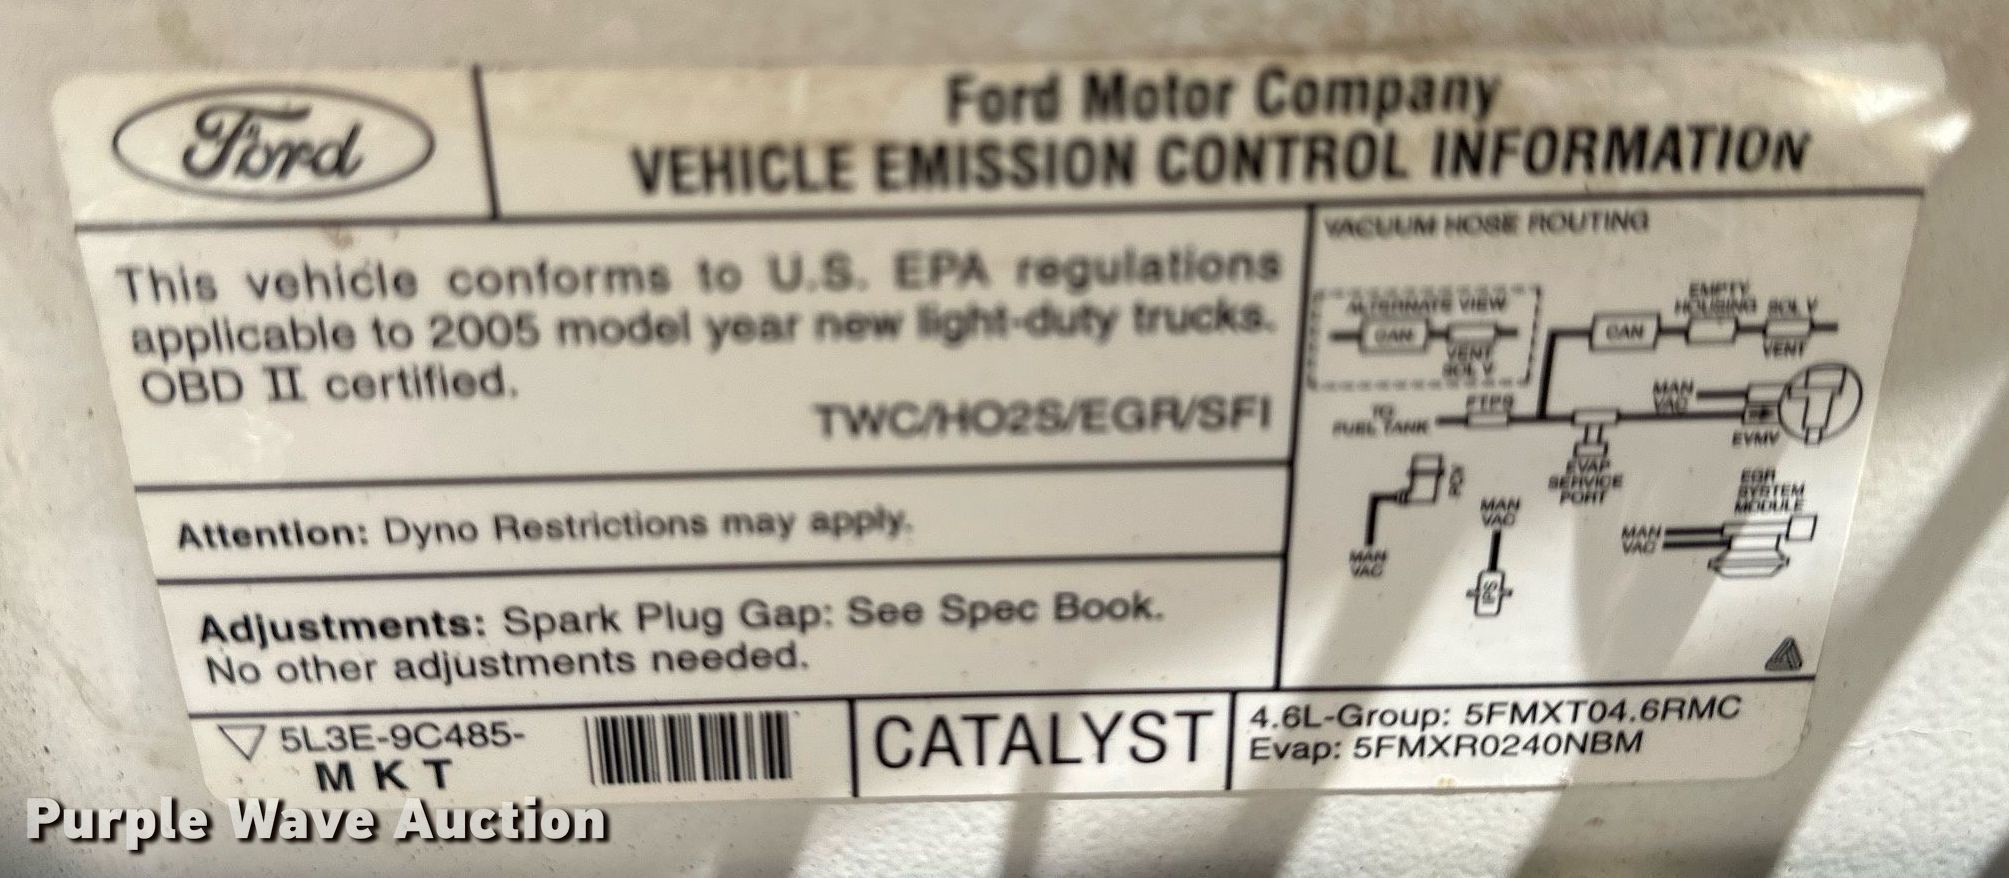 Ford
Ford Motor Company
VEHICLE EMISSION CONTROL INFORMATION
This vehicle conforms to U.S. EPA regulations
applicable to 2005 model year new light-duty trucks.
OBD II certified.
TWC/HO2S/EGR/SFI
Attention: Dyno Restrictions may apply.
Adjustments: Spark Plug Gap: See Spec Book.
No other adjustments needed.
VACUUM HOSE ROUTING
ALTERNATE VIEW
CAN
VENT
SOL V
EMPTY
HOUSING SOL V
CAN
VENT
MAN
VAC
TO
FUEL TANK
FTPS
EVMV
EVAP
SERVICE
PORT
PCV
MAN
VAC
MAN
VAC
FPS
EGR
SYSTEM
MODULE
MAN
VAC
5L3E-9C485-
M K T
CATALYST
4.6L-Group: 5FMXT04.6RMC
Evap: 5FMXR0240NBM
Purple Wave Auction